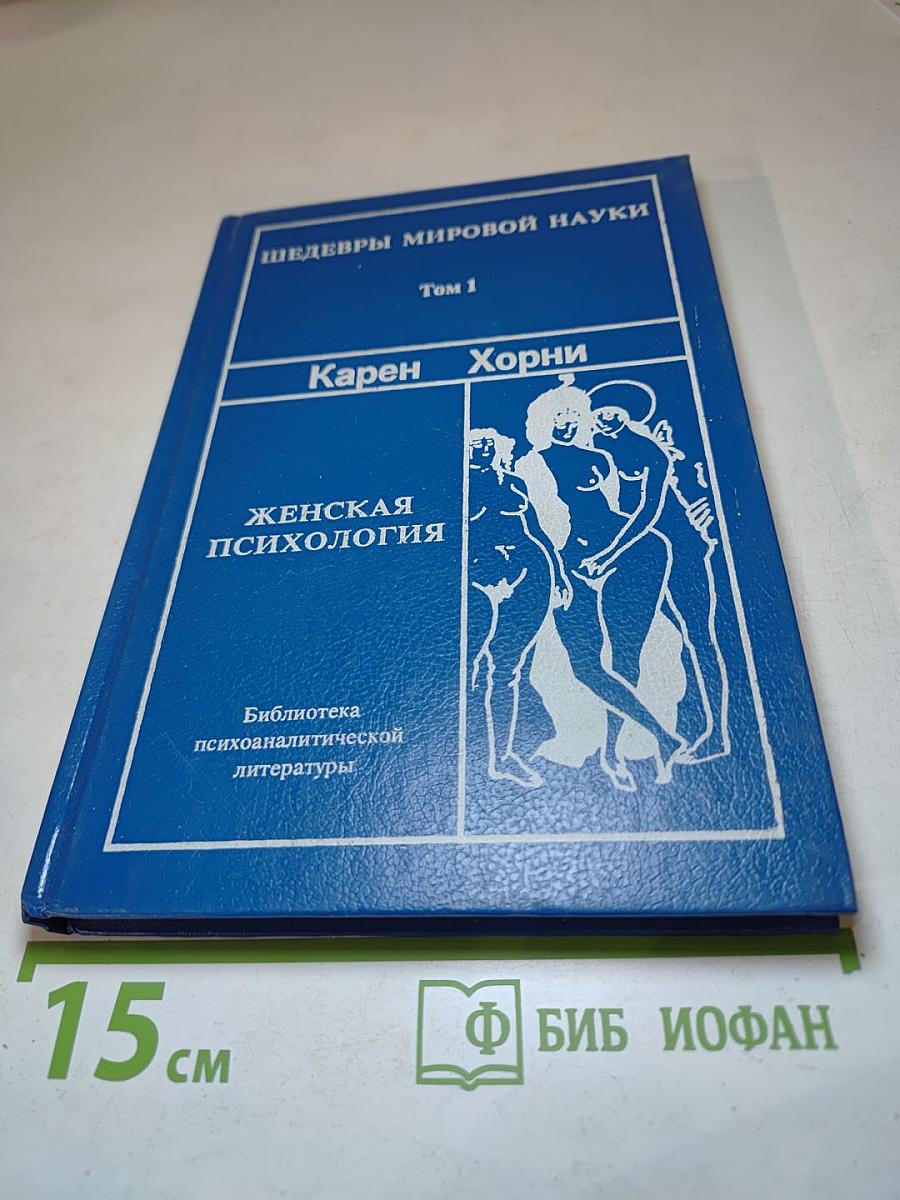 ШЕДЕВРЫ МИРОВОЙ НАУКИ
Том 1
Карен Хорни
ЖЕНСКАЯ
ПСИХОЛОГИЯ
Библиотека
психоаналитической
литературы
15 см
Ф БИБ ИОФАН